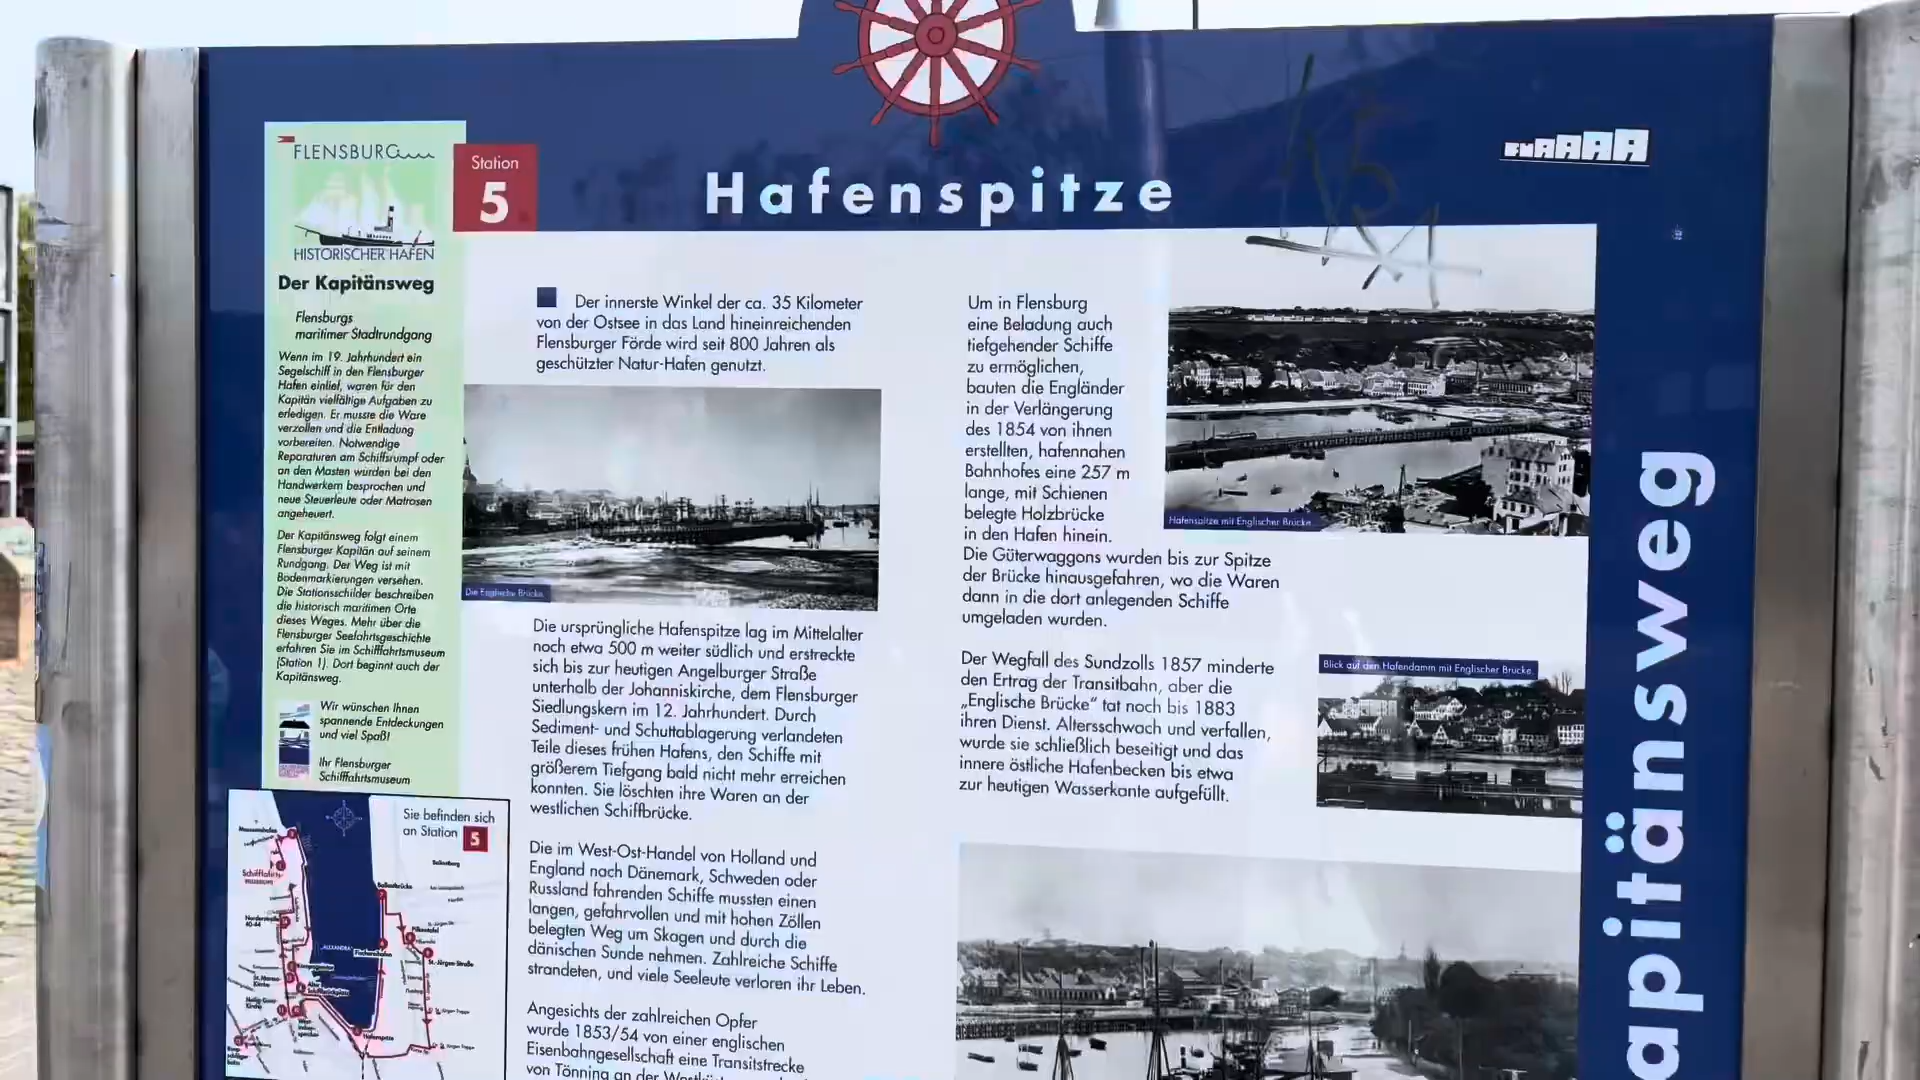 FLENSBURG
HISTORISCHER HAFEN
Der Kapitänsweg
Flensburgs
maritimer Stadtrundgang
Wenn im 19. Jahrhundert ein
Segelschiff in den Flensburger
Hafen einlief, waren für den
Kapitän vielfältige Aufgaben zu
erledigen. Er musste die Ware
verzollen und die Entladung
vorbereiten. Notwendige
Reparaturen am Schiffsrumpf oder
an den Masten wurden bei den
Handwerkern besprochen und
neue Steuerleute oder Matrosen
angeheuert.
Der Kapitänsweg folgt einem
Flensburger Kapitän auf seinem
Rundgang. Der Weg ist mit
Bodenmarkierungen versehen.
Die Stationsschilder beschreiben
die historisch maritimen Orte
dieses Weges. Mehr über die
Flensburger Seefahrtsgeschichte
erfahren Sie im Schifffahrtsmuseum
(Station 1). Dort beginnt auch der
Kapitänsweg.
Wir wünschen Ihnen
spannende Entdeckungen
und viel Spaß!
Ihr Flensburger
Schifffahrtsmuseum
Sie befinden sich
an Station 5
Station
5
Hafenspitze
Der innerste Winkel der ca. 35 Kilometer
von der Ostsee in das Land hineinreichenden
Flensburger Förde wird seit 800 Jahren als
geschützter Natur-Hafen genutzt.
Die Englische Brücke.
Die ursprüngliche Hafenspitze lag im Mittelalter
noch etwa 500 m weiter südlich und erstreckte
sich bis zur heutigen Angelburger Straße
unterhalb der Johanniskirche, dem Flensburger
Siedlungskern im 12. Jahrhundert. Durch
Sediment- und Schuttablagerung verlandeten
Teile dieses frühen Hafens, den Schiffe mit
größerem Tiefgang bald nicht mehr erreichen
konnten. Sie löschten ihre Waren an der
westlichen Schiffbrücke.
Die im West-Ost-Handel von Holland und
England nach Dänemark, Schweden oder
Russland fahrenden Schiffe mussten einen
langen, gefahrvollen und mit hohen Zöllen
belegten Weg um Skagen und durch die
dänischen Sunde nehmen. Zahlreiche Schiffe
strandeten, und viele Seeleute verloren ihr Leben.
Angesichts der zahlreichen Opfer
wurde 1853/54 von einer englischen
Eisenbahngesellschaft eine Transitstrecke
von Tönning an der
Um in Flensburg
eine Beladung auch
tiefgehender Schiffe
zu ermöglichen,
bauten die Engländer
in der Verlängerung
des 1854 von ihnen
erstellten, hafennahen
Bahnhofes eine 257 m
lange, mit Schienen
belegte Holzbrücke
in den Hafen hinein.
Die Güterwaggons wurden bis zur Spitze
der Brücke hinausgefahren, wo die Waren
dann in die dort anlegenden Schiffe
umgeladen wurden.
Hafenspitze mit Englischer Brücke.
Der Wegfall des Sundzolls 1857 minderte
den Ertrag der Transitbahn, aber die
„Englische Brücke“ tat noch bis 1883
ihren Dienst. Altersschwach und verfallen,
wurde sie schließlich beseitigt und das
innere östliche Hafenbecken bis etwa
zur heutigen Wasserkante aufgefüllt.
Blick auf den Hafendamm mit Englischer Brücke.
apitänsweg